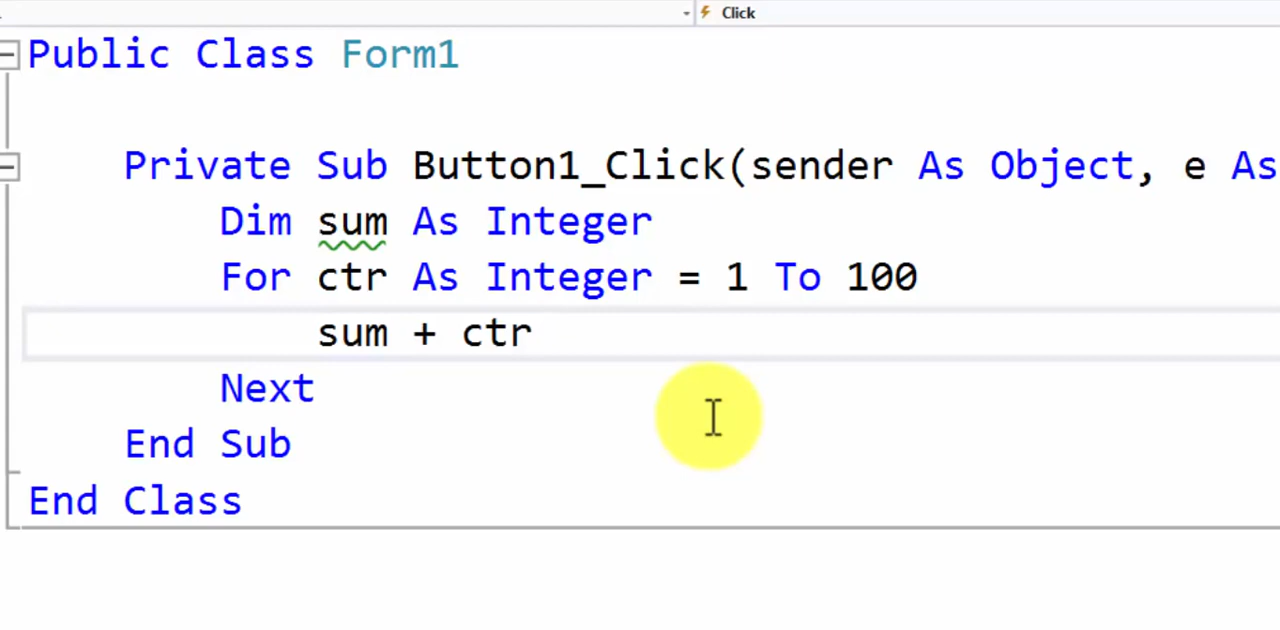 Click
Public Class Form1
Private Sub Button1_Click(sender As Object, e As
Dim sum As Integer
For ctr As Integer = 1 To 100
sum + ctr
Next
End Sub
End Class